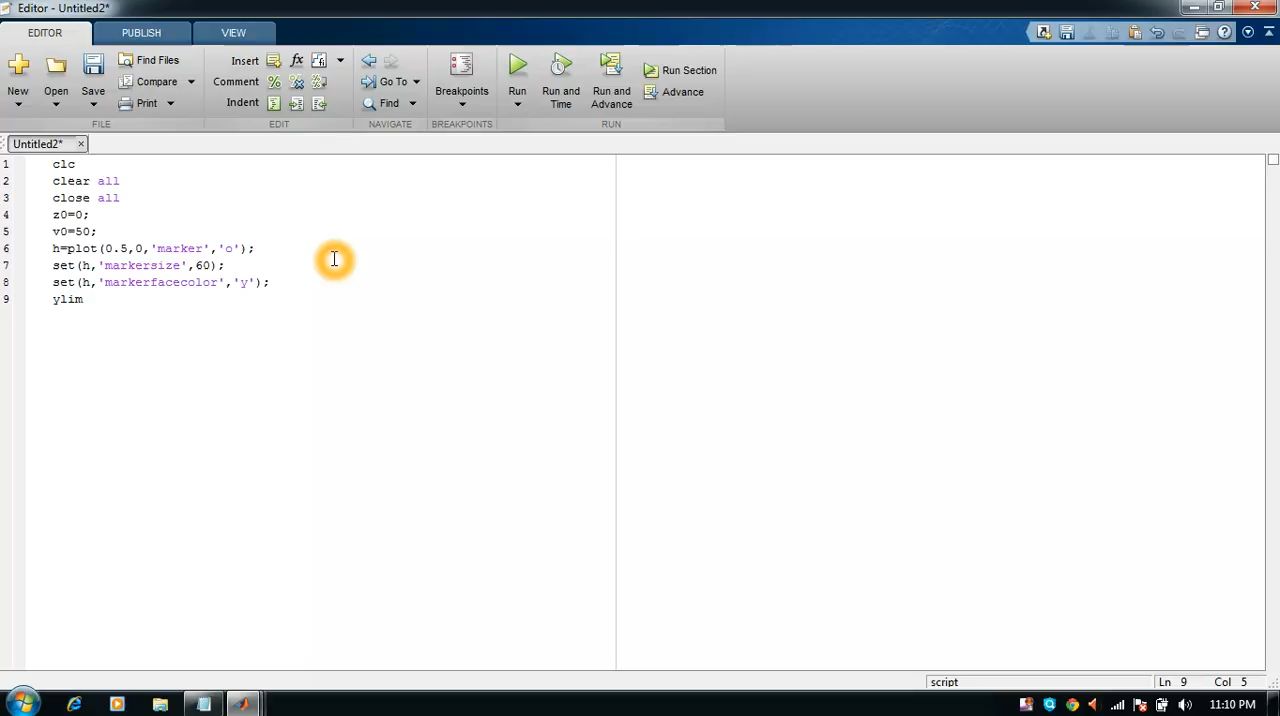 Editor - Untitled2*
EDITOR PUBLISH VIEW
Find Files Insert fx
New Open Save Compare Comment % Go To Breakpoints Run Run and Time Run and Advance Run Section
Print Indent Find Advance
FILE EDIT NAVIGATE BREAKPOINTS RUN
Untitled2* ×
1 clc
2 clear all
3 close all
4 z0=0;
5 v0=50;
6 h=plot(0.5,0,'marker','o');
7 set(h,'markersize',60);
8 set(h,'markerfacecolor','y');
9 ylim
script Ln 9 Col 5
11:10 PM